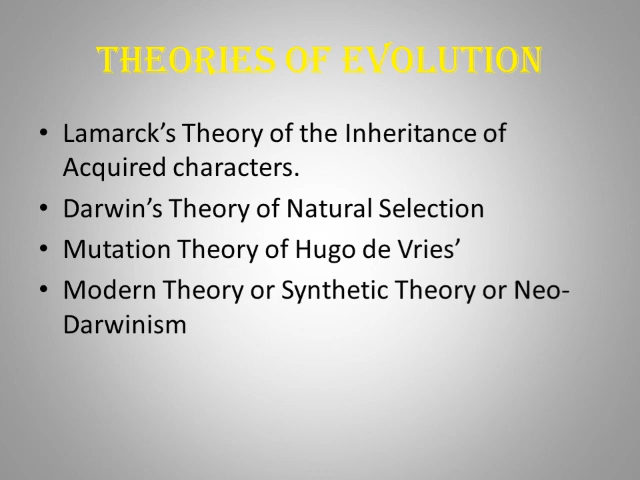 THEORIES OF EVOLUTION
• Lamarck’s Theory of the Inheritance of
Acquired characters.
• Darwin’s Theory of Natural Selection
• Mutation Theory of Hugo de Vries’
• Modern Theory or Synthetic Theory or Neo-
Darwinism